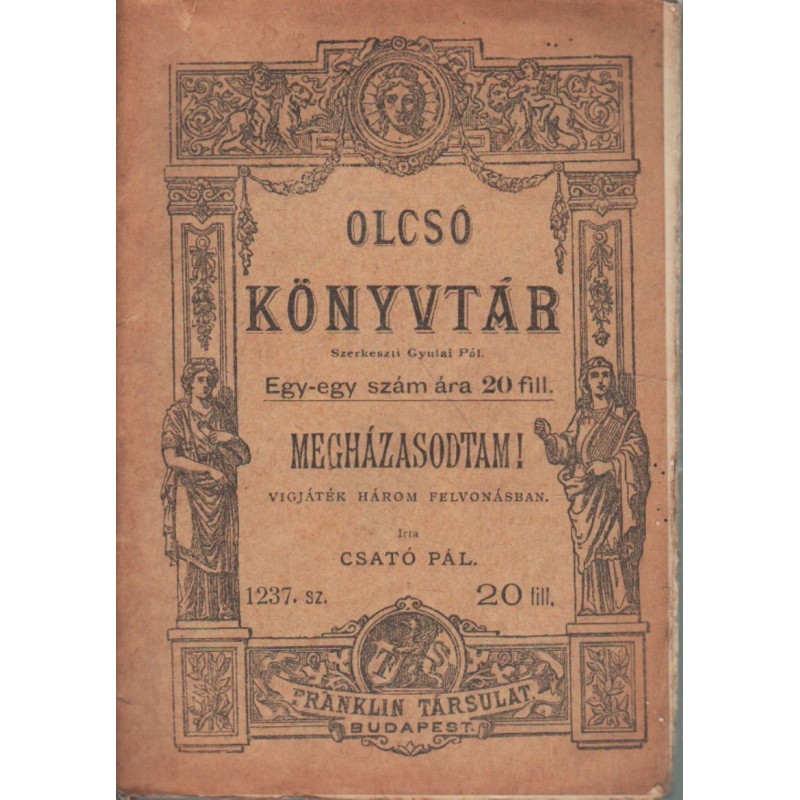 OLCSÓ
KÖNYVTÁR
Szerkeszti Gyulai Pál.
Egy-egy szám ára 20 fill.
MEGHÁZASODTAM!
VIGJÁTÉK HÁROM FELVONÁSBAN.
Irta
CSATÓ PÁL.
1237. sz. 20 fill.
F T S
FRANKLIN TÁRSULAT
BUDAPEST.